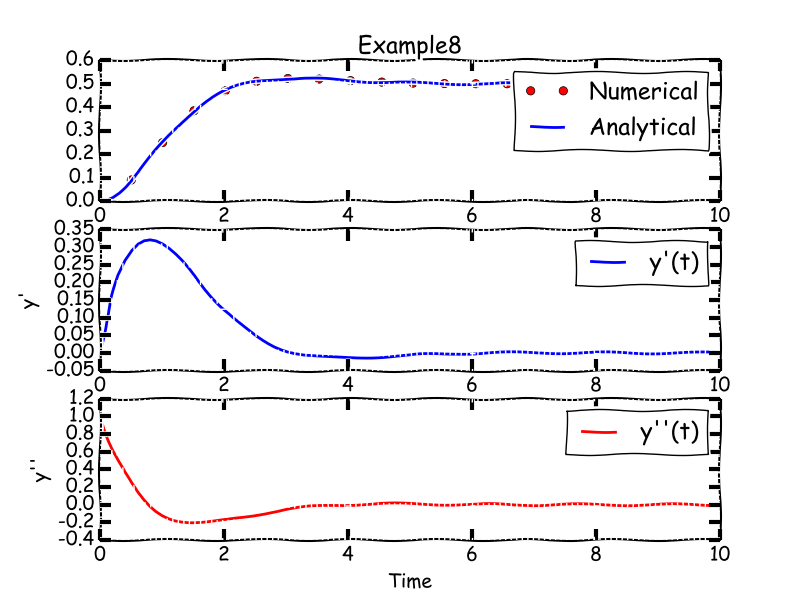 Example8
0.6
0.5
0.4
0.3
0.2
0.1
0.0
Numerical
Analytical
0 2 4 6 8 10
0.35
0.30
0.25
0.20
0.15
0.10
0.05
0.00
-0.05
y'
y'(t)
0 2 4 6 8 10
1.2
1.0
0.8
0.6
0.4
0.2
0.0
-0.2
-0.4
y''
y''(t)
0 2 4 6 8 10
Time